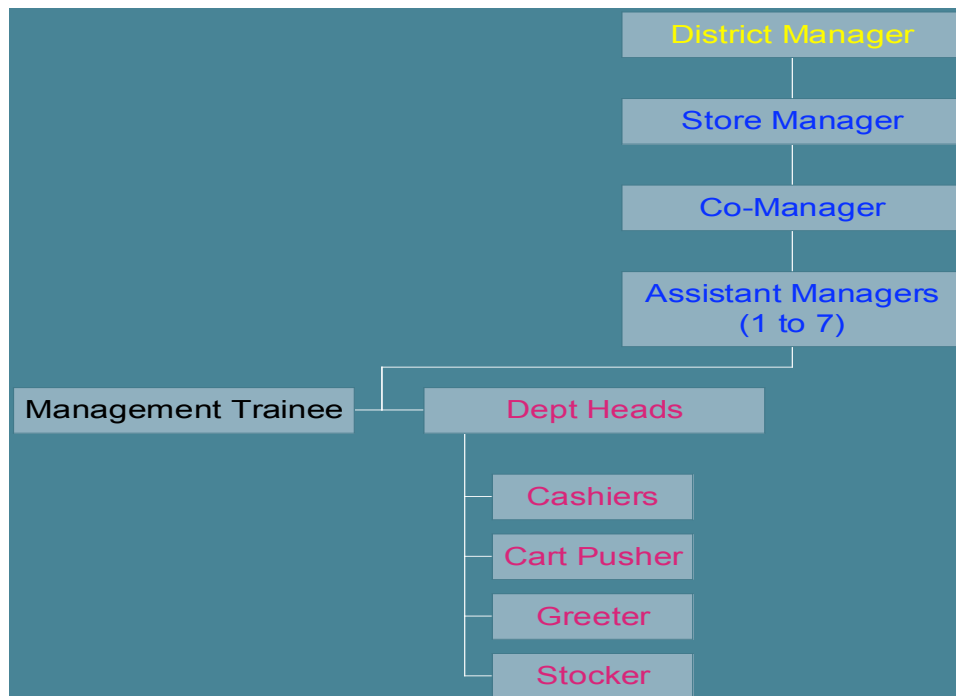 District Manager
Store Manager
Co-Manager
Assistant Managers
(1 to 7)
Management Trainee
Dept Heads
Cashiers
Cart Pusher
Greeter
Stocker